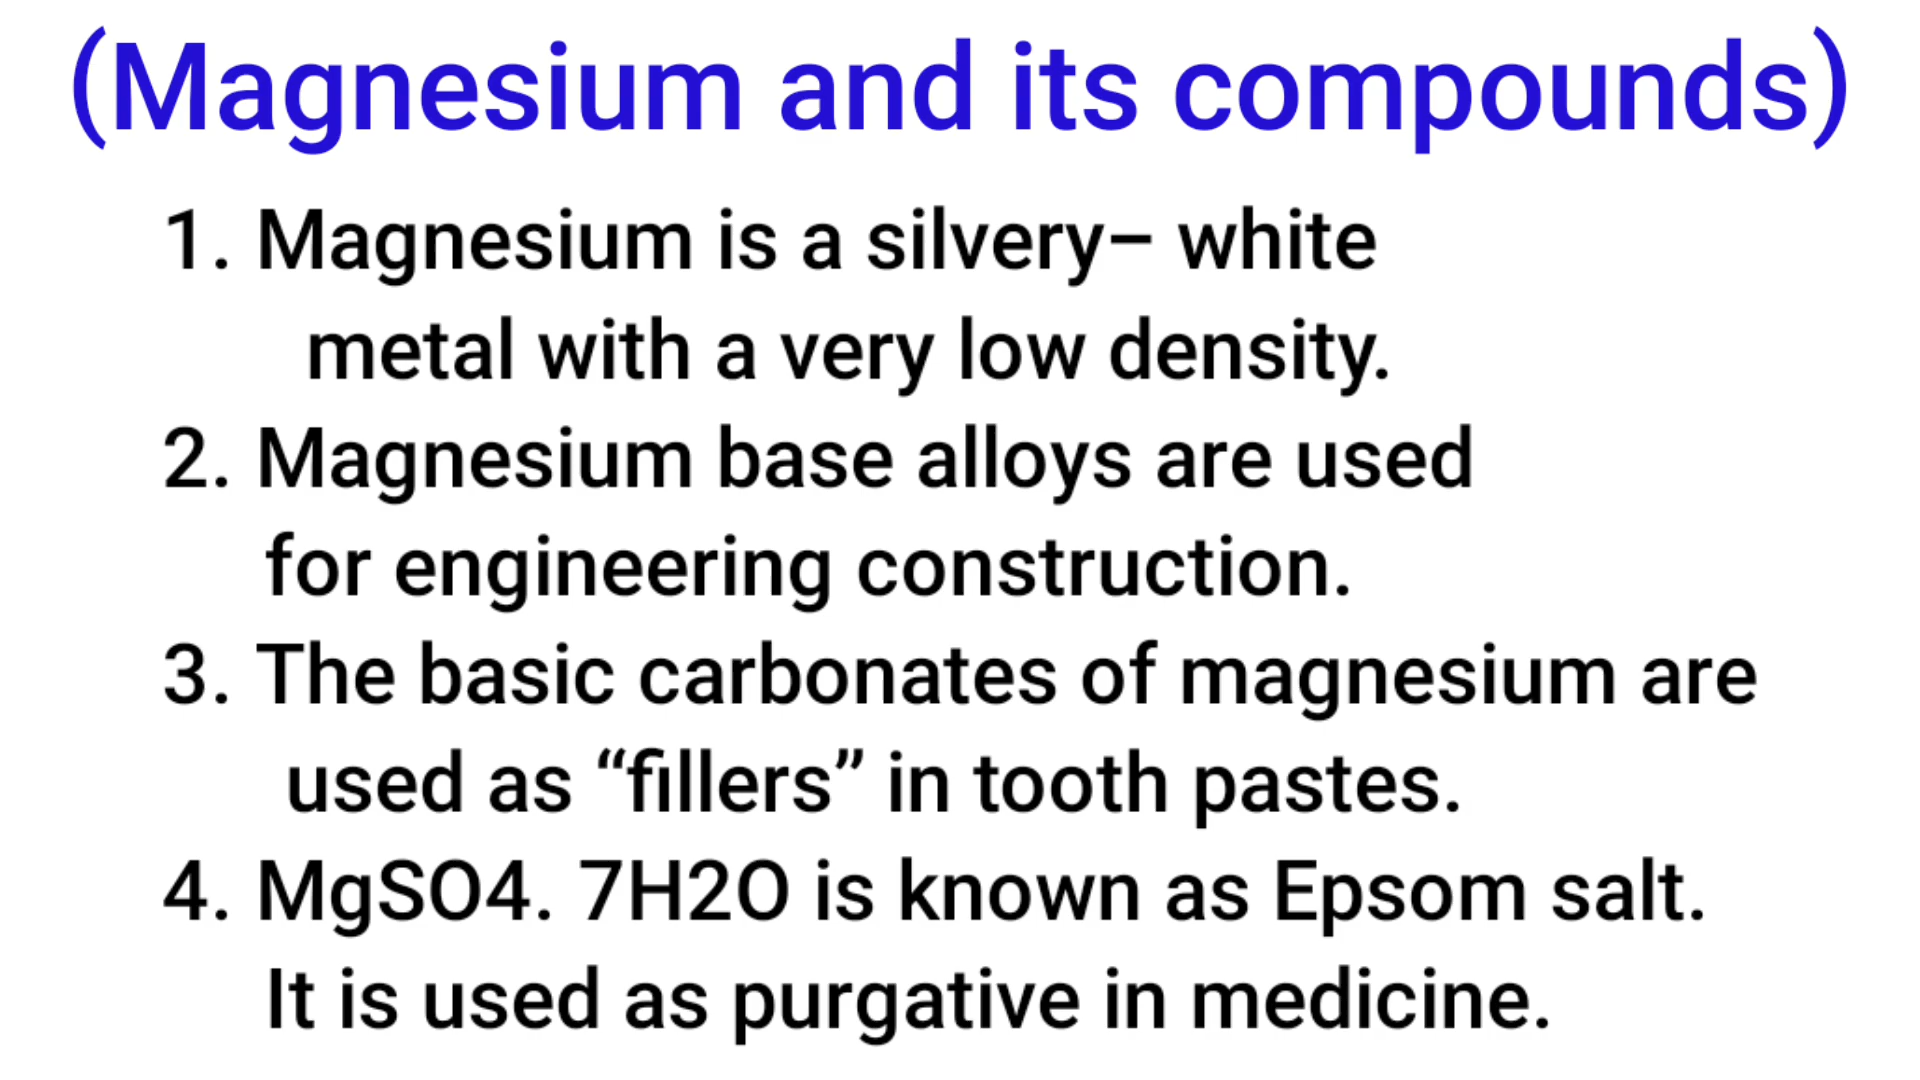 (Magnesium and its compounds)
1. Magnesium is a silvery– white
metal with a very low density.
2. Magnesium base alloys are used
for engineering construction.
3. The basic carbonates of magnesium are
used as “fillers” in tooth pastes.
4. MgSO4. 7H2O is known as Epsom salt.
It is used as purgative in medicine.